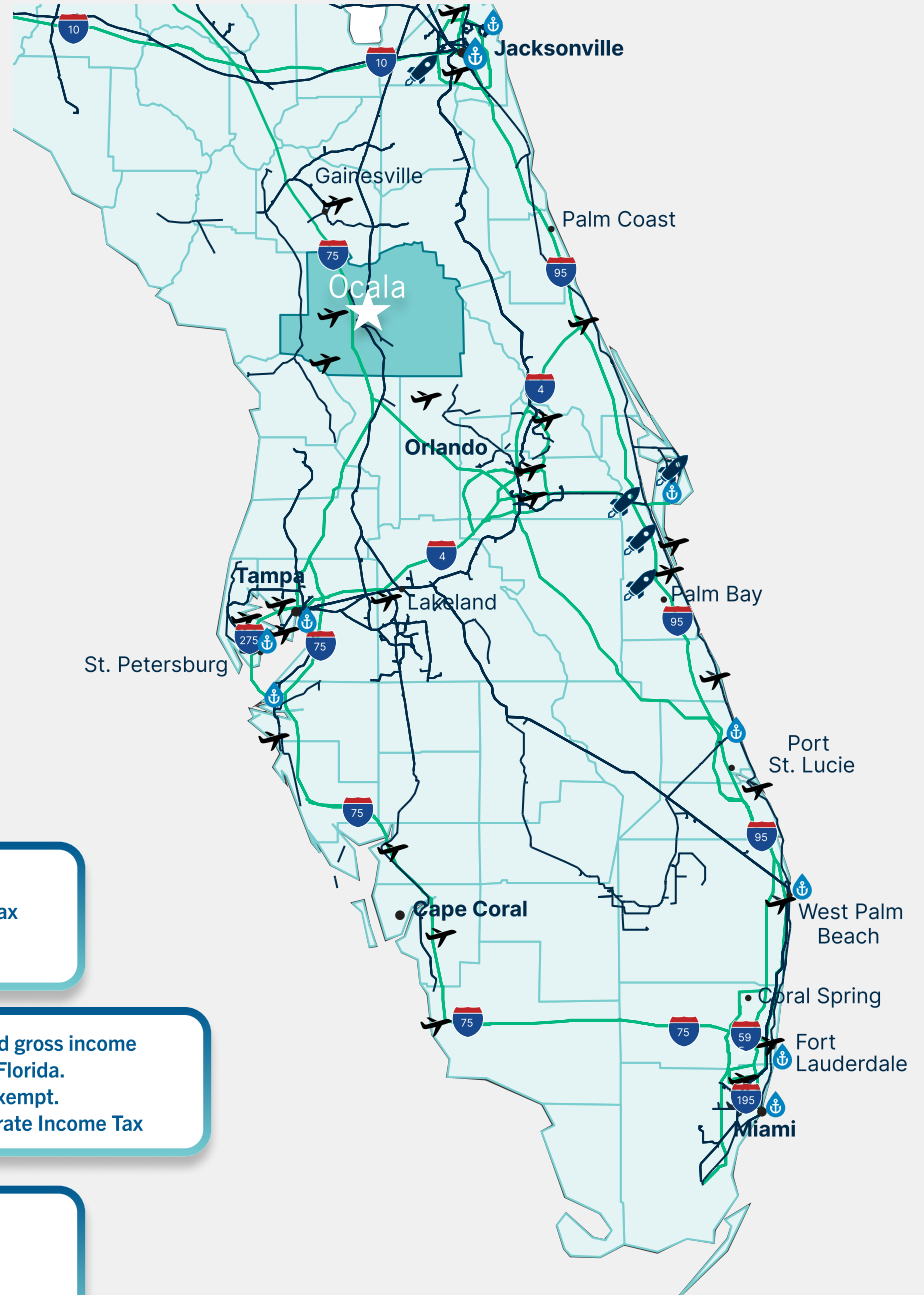 10
Jacksonville
10
Gainesville
Palm Coast
75
95
Ocala
4
Orlando
4
Tampa
Lakeland
Palm Bay
95
275
75
St. Petersburg
Port
St. Lucie
75
95
ax
Cape Coral
West Palm
Beach
Coral Spring
75
75
59
d gross income
Florida.
xempt.
rate Income Tax
Fort
Lauderdale
195
Miami